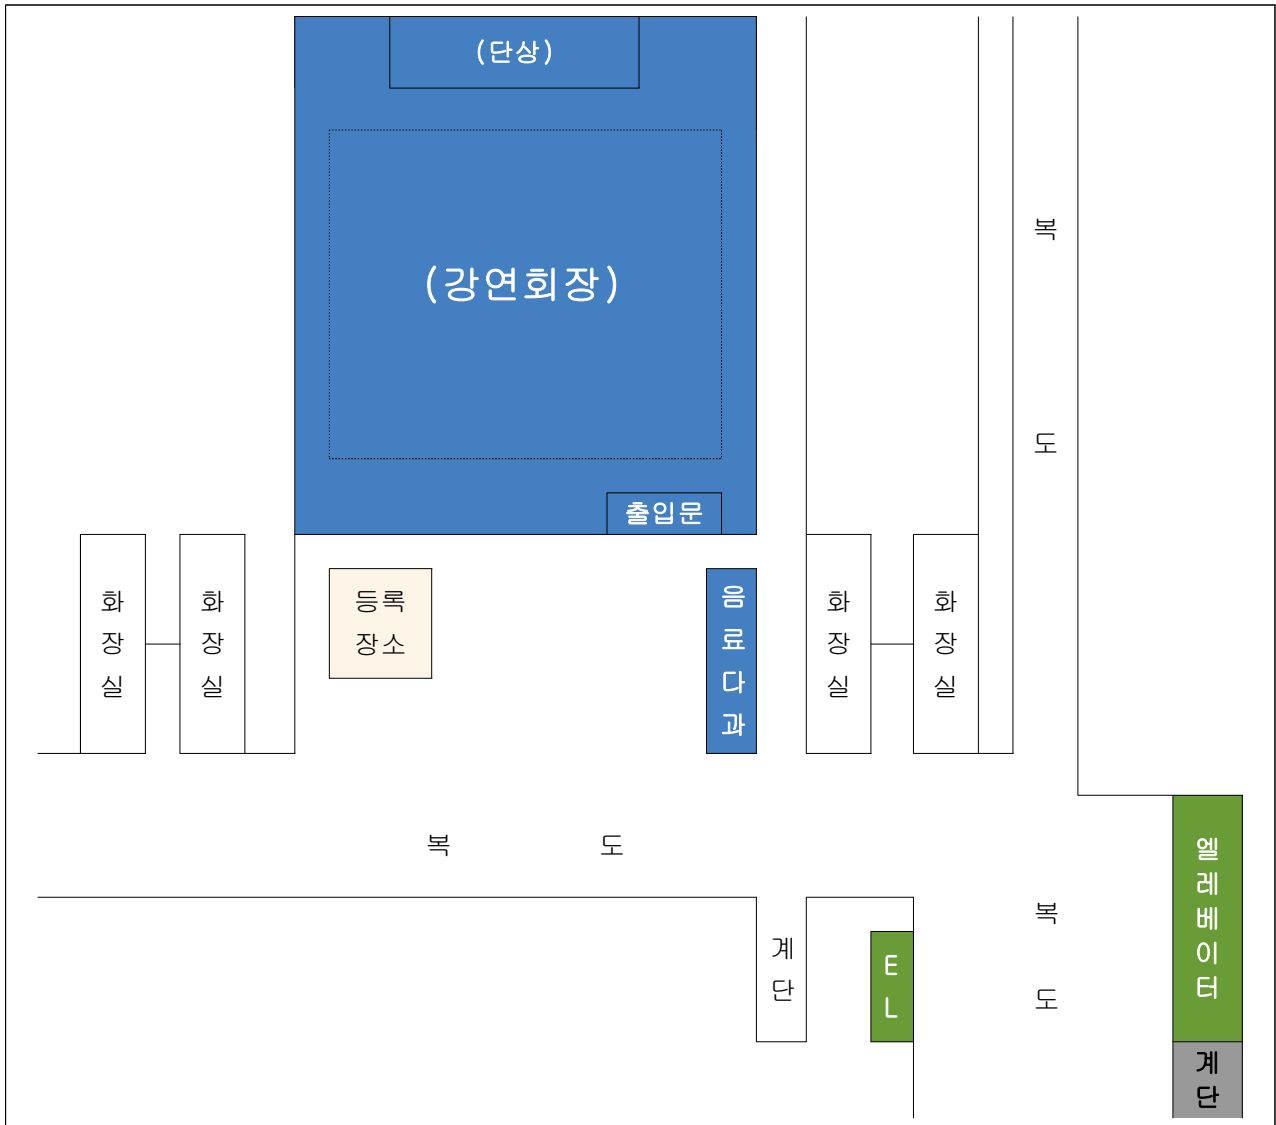 (단상)
(강연회장)
출입문
복
도
화
장
실
화
장
실
등록
장소
음
료
다
과
화
장
실
화
장
실
복 도
계
단
E
L
복
도
엘
레
베
이
터
계
단